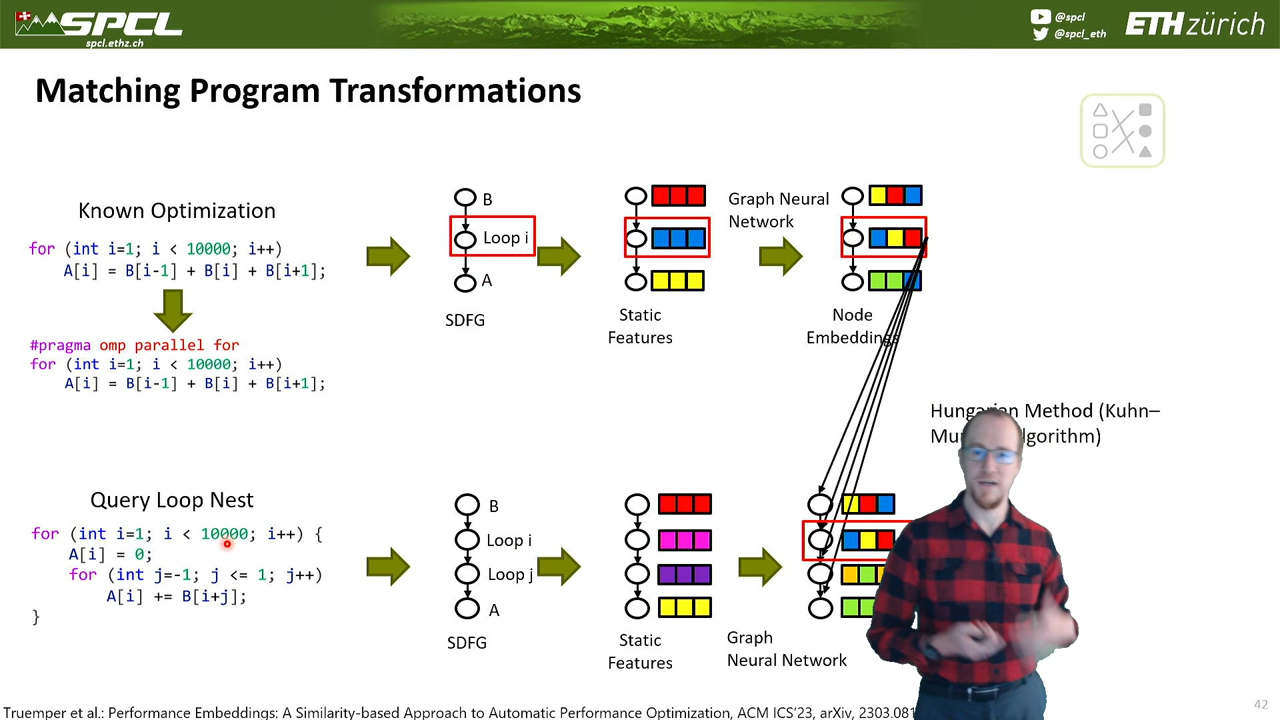 SPCL
spcl.ethz.ch
@spcl
@spcl_eth
ETH zürich
Matching Program Transformations
Known Optimization
for (int i=1; i < 10000; i++)
A[i] = B[i-1] + B[i] + B[i+1];
#pragma omp parallel for
for (int i=1; i < 10000; i++)
A[i] = B[i-1] + B[i] + B[i+1];
B
Loop i
A
SDFG
Static
Features
Graph Neural
Network
Node
Embeddings
Hungarian Method (Kuhn–
Query Loop Nest
for (int i=1; i < 10000; i++) {
A[i] = 0;
for (int j=-1; j <= 1; j++)
A[i] += B[i+j];
}
B
Loop i
Loop j
A
SDFG
Static
Features
Graph
Neural Network
Truemper et al.: Performance Embeddings: A Similarity-based Approach to Automatic Performance Optimization, ACM ICS'23, arXiv,
42